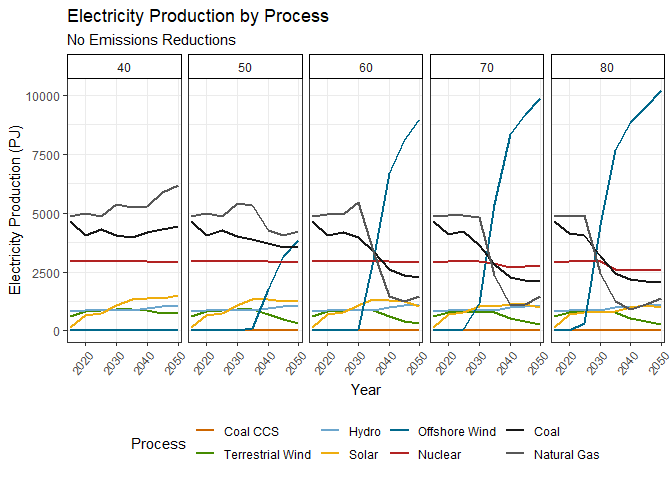 Electricity Production by Process
No Emissions Reductions
40 50 60 70 80
10000
7500
5000
2500
0
Electricity Production (PJ)
2020 2030 2040 2050 2020 2030 2040 2050 2020 2030 2040 2050 2020 2030 2040 2050 2020 2030 2040 2050
Year
Process
Coal CCS Hydro Offshore Wind Coal
Terrestrial Wind Solar Nuclear Natural Gas